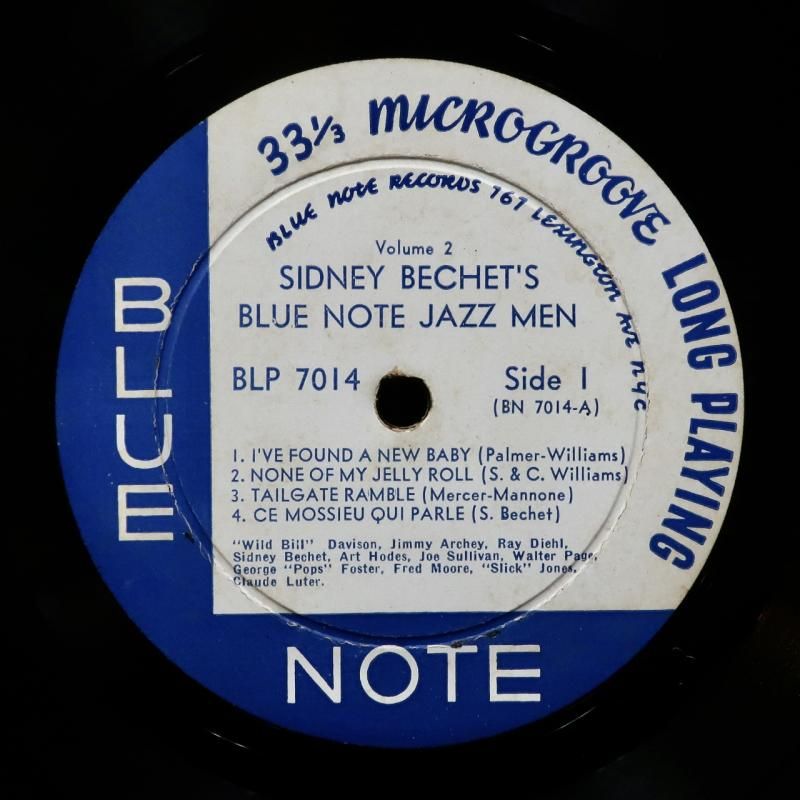 33⅓ MICROGROOVE LONG PLAYING
BLUE NOTE RECORDS 767 LEXINGTON AVE NYC
Volume 2
SIDNEY BECHET'S
BLUE NOTE JAZZ MEN
BLP 7014
Side 1
(BN 7014-A)
1. I'VE FOUND A NEW BABY (Palmer-Williams)
2. NONE OF MY JELLY ROLL (S. & C. Williams)
3. TAILGATE RAMBLE (Mercer-Mannone)
4. CE MOSSIEU QUI PARLE (S. Bechet)
"Wild Bill" Davison, Jimmy Archey, Ray Diehl,
Sidney Bechet, Art Hodes, Joe Sullivan, Walter Page,
George "Pops" Foster, Fred Moore, "Slick" Jones,
Claude Luter.
BLUE
NOTE